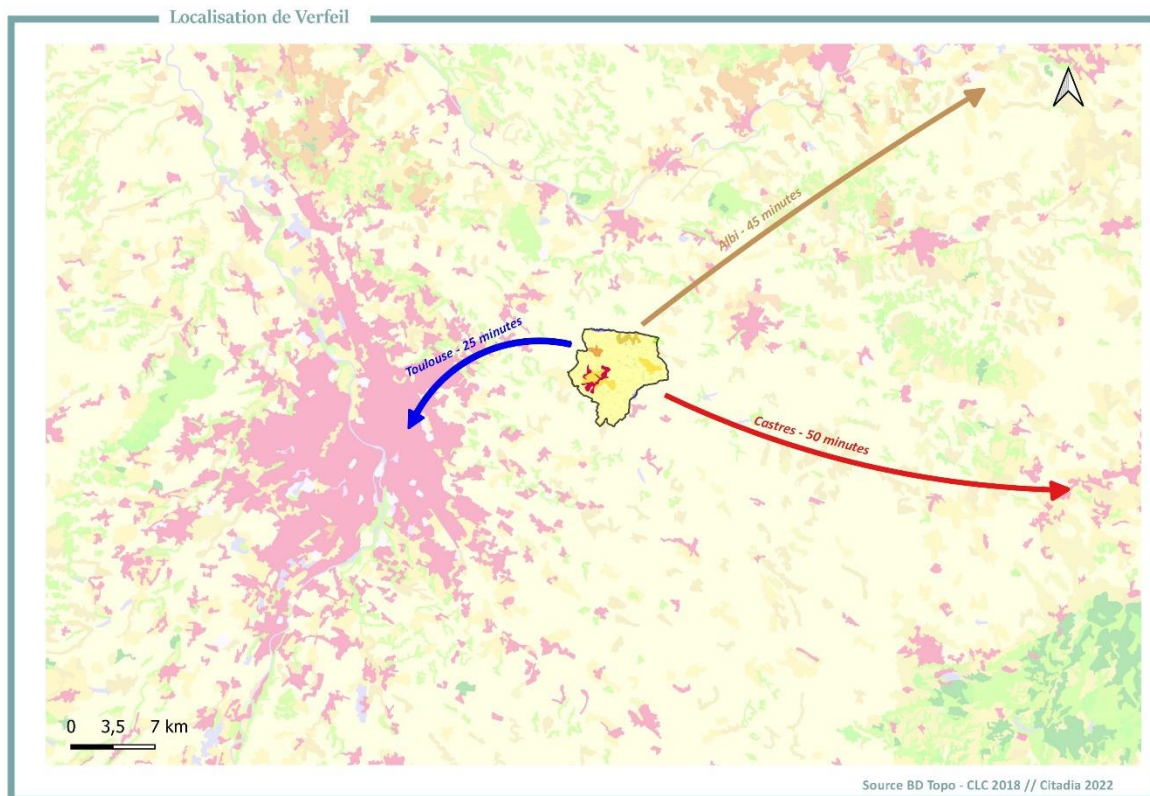 Localisation de Verfeil
Albi - 45 minutes
Toulouse - 25 minutes
Castres - 50 minutes
0 3,5 7 km
Source BD Topo - CLC 2018 // Citadia 2022